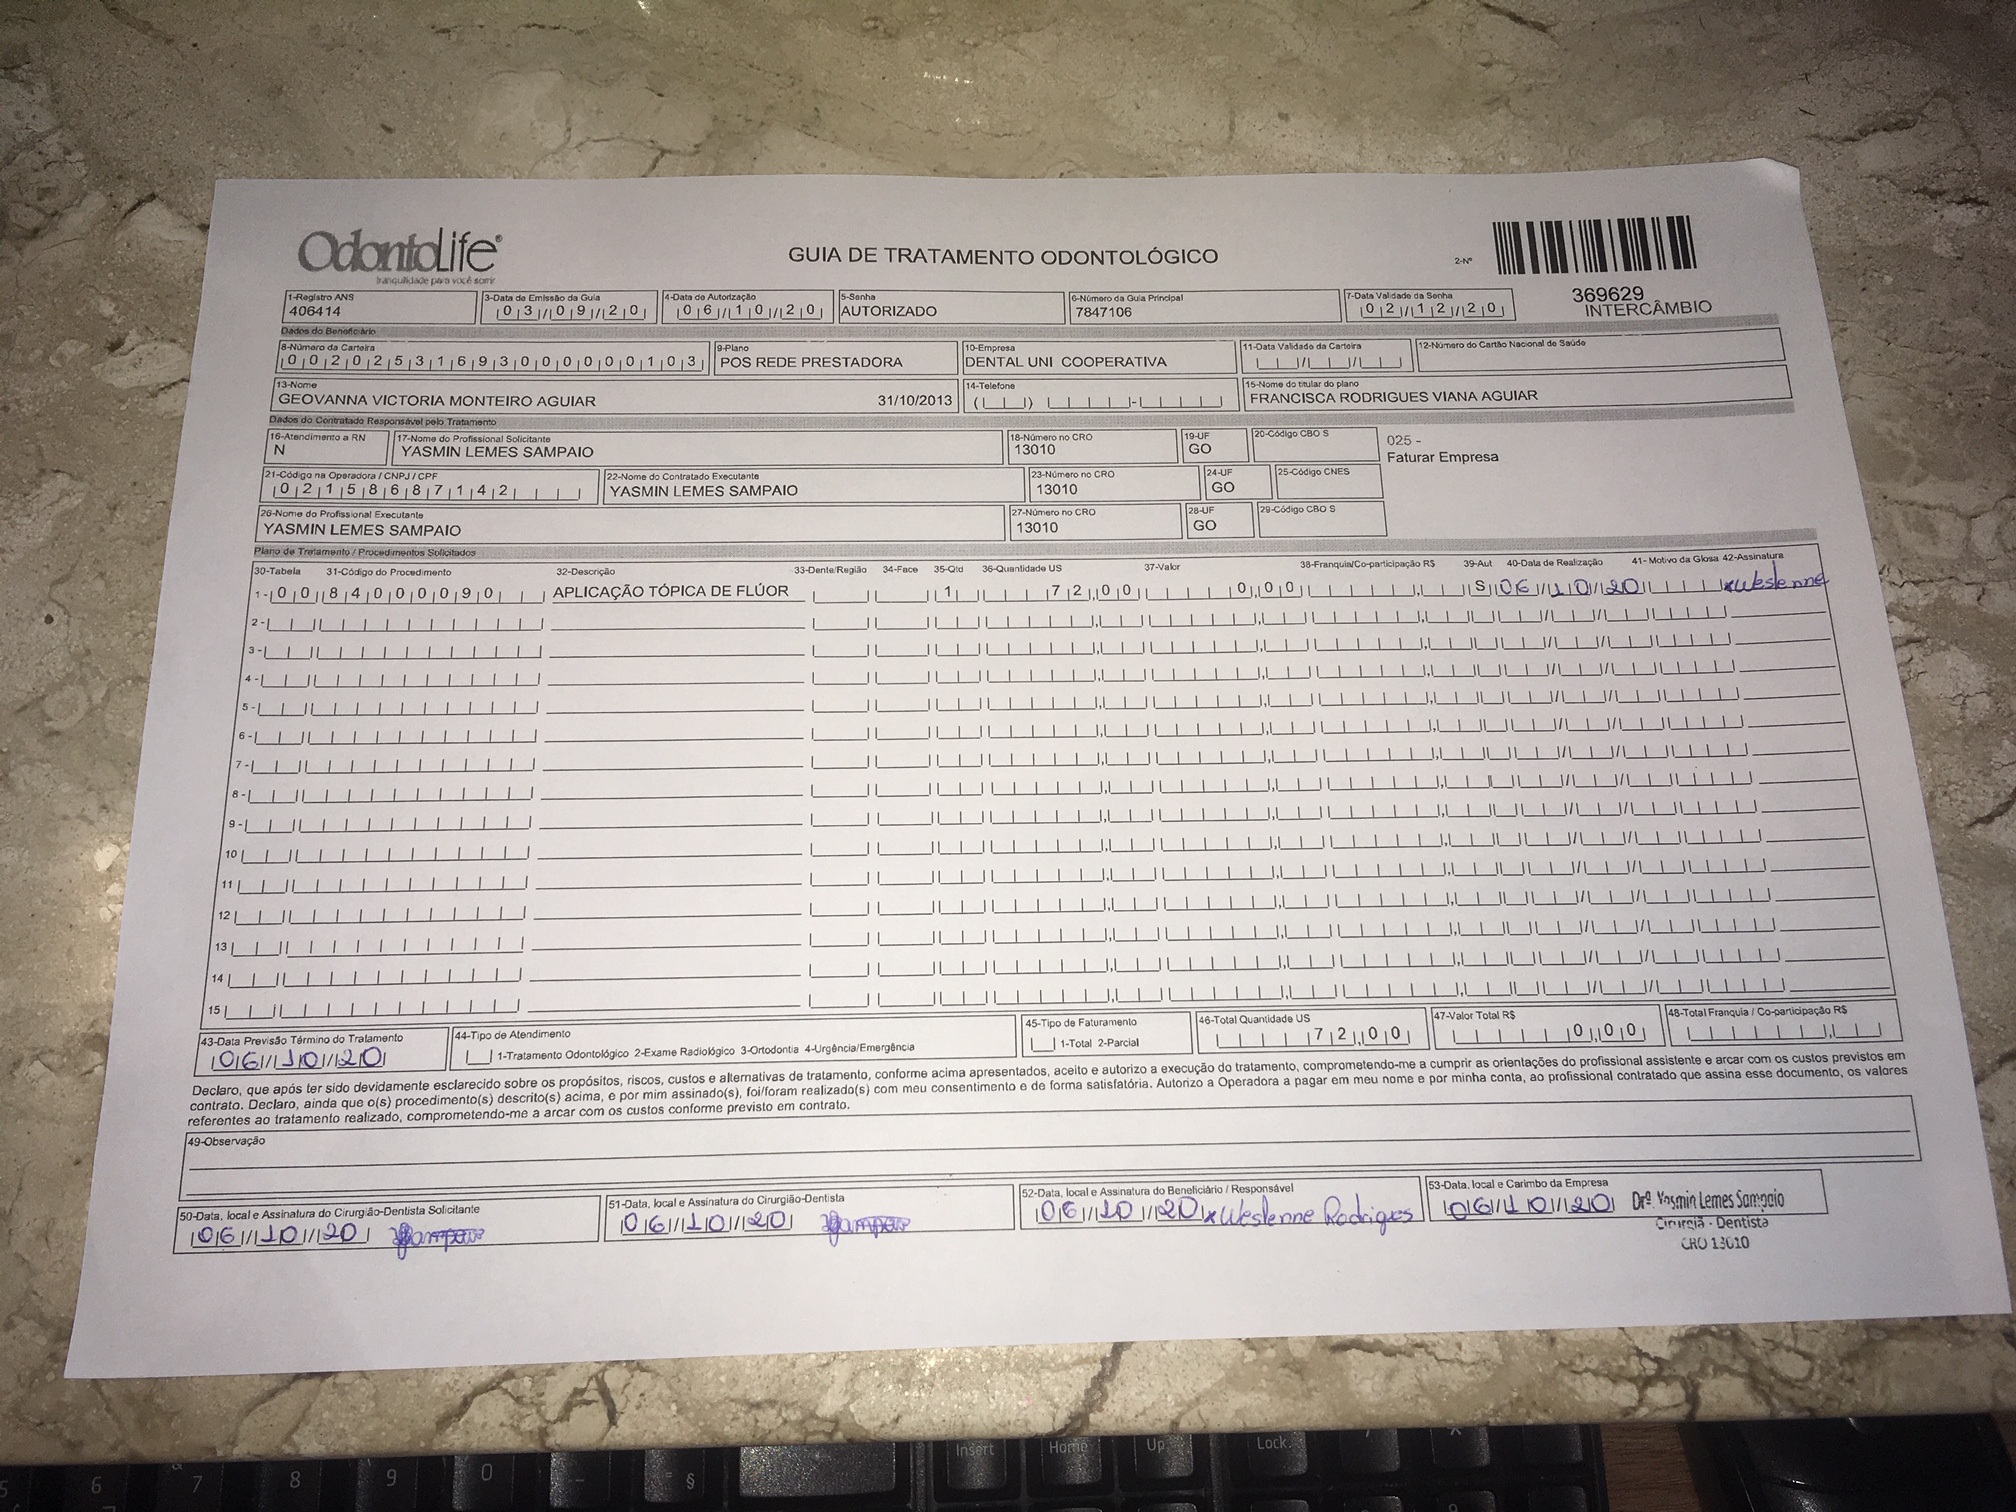 OdontoLife®
tranquilidade para você sorrir
GUIA DE TRATAMENTO ODONTOLÓGICO
2-Nº
369629
INTERCÂMBIO
1-Registro ANS
406414
3-Data de Emissão da Guia
03/09/20
4-Data de Autorização
06/10/20
5-Senha
AUTORIZADO
6-Número da Guia Principal
7847106
7-Data Validade da Senha
02/12/20
Dados do Beneficiário
8-Número da Carteira
00202531693000000103
9-Plano
POS REDE PRESTADORA
10-Empresa
DENTAL UNI COOPERATIVA
11-Data Validade da Carteira
12-Número do Cartão Nacional de Saúde
13-Nome
GEOVANNA VICTORIA MONTEIRO AGUIAR 31/10/2013
14-Telefone
15-Nome do titular do plano
FRANCISCA RODRIGUES VIANA AGUIAR
Dados do Contratado Responsável pelo Tratamento
16-Atendimento a RN
N
17-Nome do Profissional Solicitante
YASMIN LEMES SAMPAIO
18-Número no CRO
13010
19-UF
GO
20-Código CBO S
025 -
Faturar Empresa
21-Código na Operadora / CNPJ / CPF
02158687142
22-Nome do Contratado Executante
YASMIN LEMES SAMPAIO
23-Número no CRO
13010
24-UF
GO
25-Código CNES
26-Nome do Profissional Executante
YASMIN LEMES SAMPAIO
27-Número no CRO
13010
28-UF
GO
29-Código CBO S
Plano de Tratamento / Procedimentos Solicitados
30-Tabela 31-Código do Procedimento 32-Descrição 33-Dente/Região 34-Face 35-Qtd 36-Quantidade US 37-Valor 38-Franquia/Co-participação R$ 39-Aut 40-Data de Realização 41- Motivo da Glosa 42-Assinatura
1- 00 84000090 APLICAÇÃO TÓPICA DE FLÚOR 1 72,00 0,00 S 06/10/20 x Weslenne
2-
3-
4-
5-
6-
7-
8-
9-
10
11
12
13
14
15
43-Data Previsão Término do Tratamento
06/10/20
44-Tipo de Atendimento
1-Tratamento Odontológico 2-Exame Radiológico 3-Ortodontia 4-Urgência/Emergência
45-Tipo de Faturamento
1-Total 2-Parcial
46-Total Quantidade US
72,00
47-Valor Total R$
0,00
48-Total Franquia / Co-participação R$
Declaro, que após ter sido devidamente esclarecido sobre os propósitos, riscos, custos e alternativas de tratamento, conforme acima apresentados, aceito e autorizo a execução do tratamento, comprometendo-me a cumprir as orientações do profissional assistente e arcar com os custos previstos em
contrato. Declaro, ainda que o(s) procedimento(s) descrito(s) acima, e por mim assinado(s), foi/foram realizado(s) com meu consentimento e de forma satisfatória. Autorizo a Operadora a pagar em meu nome e por minha conta, ao profissional contratado que assina esse documento, os valores
referentes ao tratamento realizado, comprometendo-me a arcar com os custos conforme previsto em contrato.
49-Observação
50-Data, local e Assinatura do Cirurgião-Dentista Solicitante
06/10/20
51-Data, local e Assinatura do Cirurgião-Dentista
06/10/20
52-Data, local e Assinatura do Beneficiário / Responsável
06/10/20 x Weslenne Rodrigues
53-Data, local e Carimbo da Empresa
06/10/20 Drª Yasmin Lemes Sampaio
Cirurgiã - Dentista
CRO 13010
Insert
Home
Up
Lock
6
7
8
9
0
§